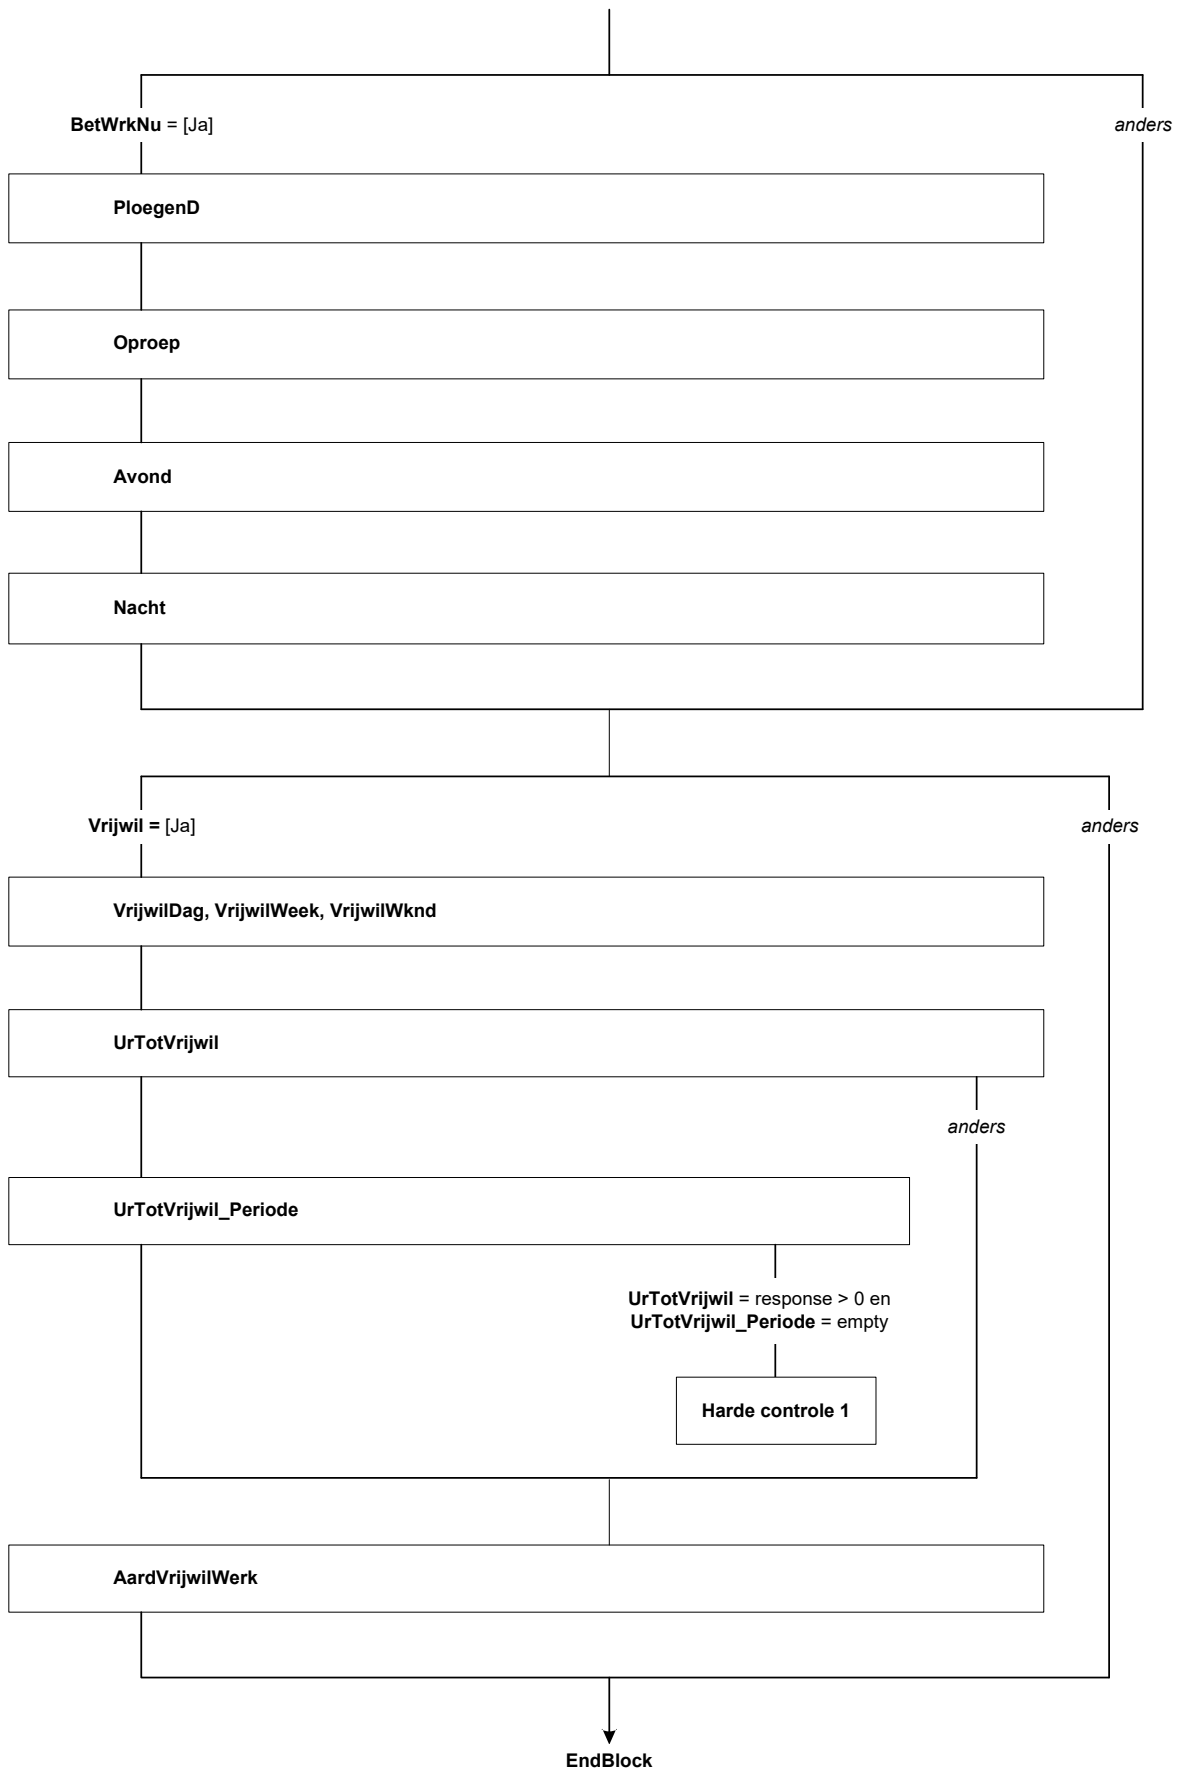 BetWrkNu = [Ja]
anders
PloegenD
Oproep
Avond
Nacht
Vrijwil = [Ja]
anders
VrijwilDag, VrijwilWeek, VrijwilWknd
UrTotVrijwil
anders
UrTotVrijwil_Periode
UrTotVrijwil = response > 0 en
UrTotVrijwil_Periode = empty
Harde controle 1
AardVrijwilWerk
EndBlock